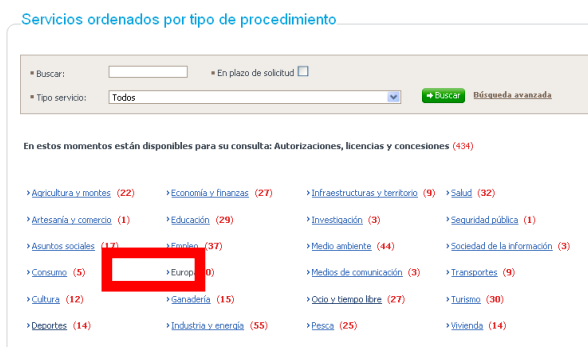 Servicios ordenados por tipo de procedimiento
Buscar: En plazo de solicitud
Tipo servicio: Todos Buscar Búsqueda avanzada
En estos momentos están disponibles para su consulta: Autorizaciones, licencias y concesiones (434)
Agricultura y montes (22) Economía y finanzas (27) Infraestructuras y territorio (9) Salud (32)
Artesanía y comercio (1) Educación (29) Investigación (3) Seguridad pública (1)
Asuntos sociales (17) Empleo (37) Medio ambiente (44) Sociedad de la información (3)
Consumo (5) Europa 0) Medios de comunicación (3) Transportes (9)
Cultura (12) Ganadería (15) Ocio y tiempo libre (27) Turismo (30)
Deportes (14) Industria y energía (55) Pesca (25) Vivienda (14)